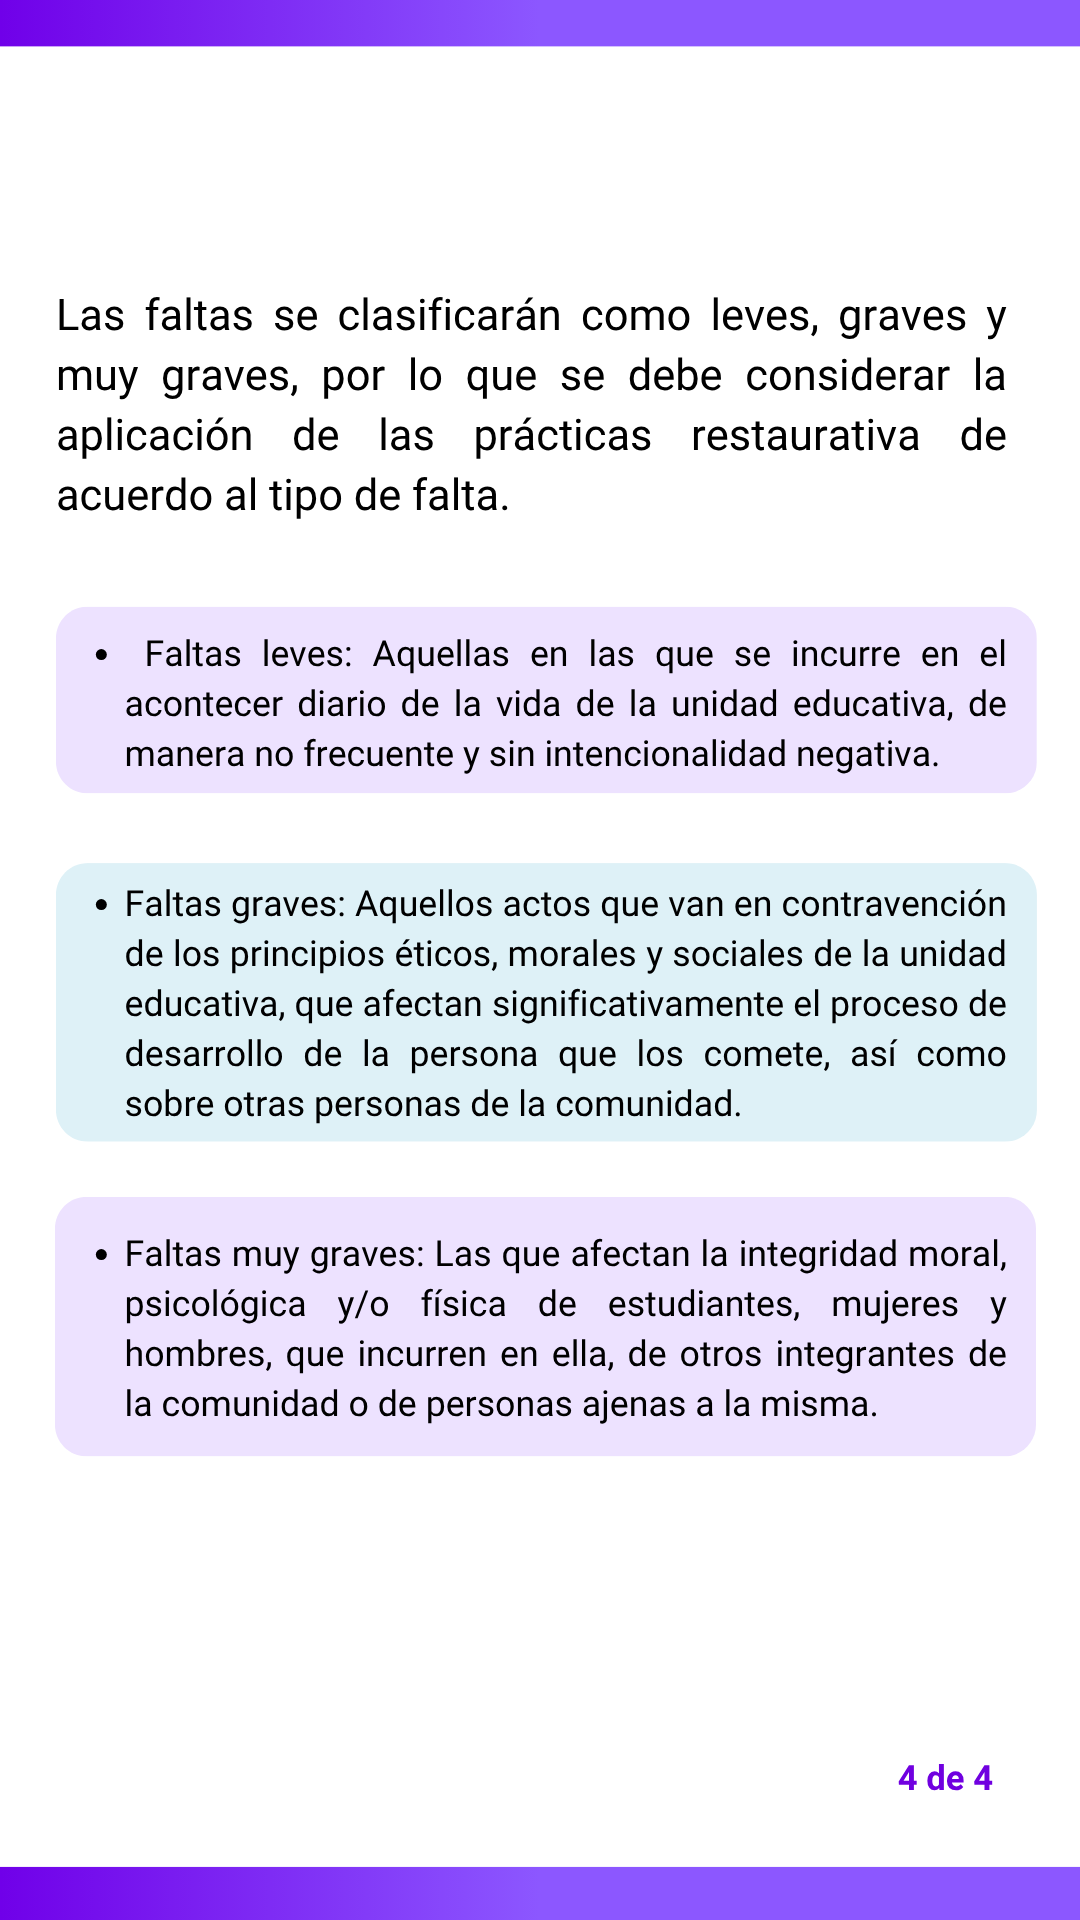 Las faltas se clasificarán como leves, graves y
muy graves, por lo que se debe considerar la
aplicación de las prácticas restaurativa de
acuerdo al tipo de falta.
• Faltas leves: Aquellas en las que se incurre en el
acontecer diario de la vida de la unidad educativa, de
manera no frecuente y sin intencionalidad negativa.
• Faltas graves: Aquellos actos que van en contravención
de los principios éticos, morales y sociales de la unidad
educativa, que afectan significativamente el proceso de
desarrollo de la persona que los comete, así como
sobre otras personas de la comunidad.
• Faltas muy graves: Las que afectan la integridad moral,
psicológica y/o física de estudiantes, mujeres y
hombres, que incurren en ella, de otros integrantes de
la comunidad o de personas ajenas a la misma.
4 de 4